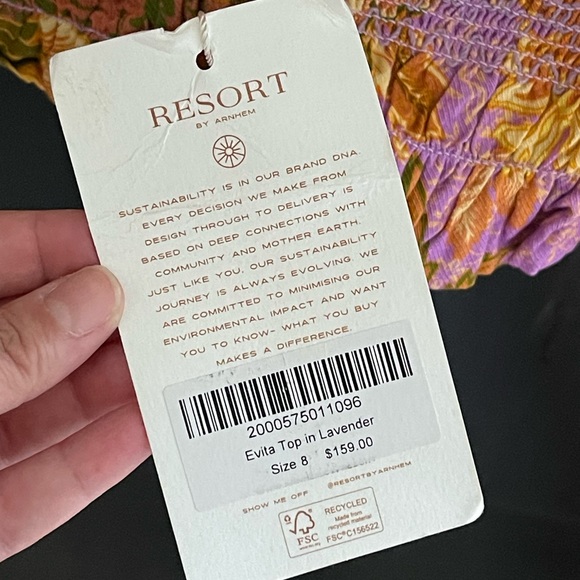 RESORT
BY ARNHEM
SUSTAINABILITY IS IN OUR BRAND DNA.
EVERY DECISION WE MAKE FROM
DESIGN THROUGH TO DELIVERY IS
BASED ON DEEP CONNECTIONS WITH
COMMUNITY AND MOTHER EARTH.
JUST LIKE YOU, OUR SUSTAINABILITY
JOURNEY IS ALWAYS EVOLVING. WE
ARE COMMITTED TO MINIMISING OUR
ENVIRONMENTAL IMPACT AND WANT
YOU TO KNOW- WHAT YOU BUY
MAKES A DIFFERENCE.
2000575011096
Evita Top in Lavender
Size 8 $159.00
SHOW ME OFF @RESORTBYARNHEM
FSC
RECYCLED
Made from
recycled material
FSC®C156522